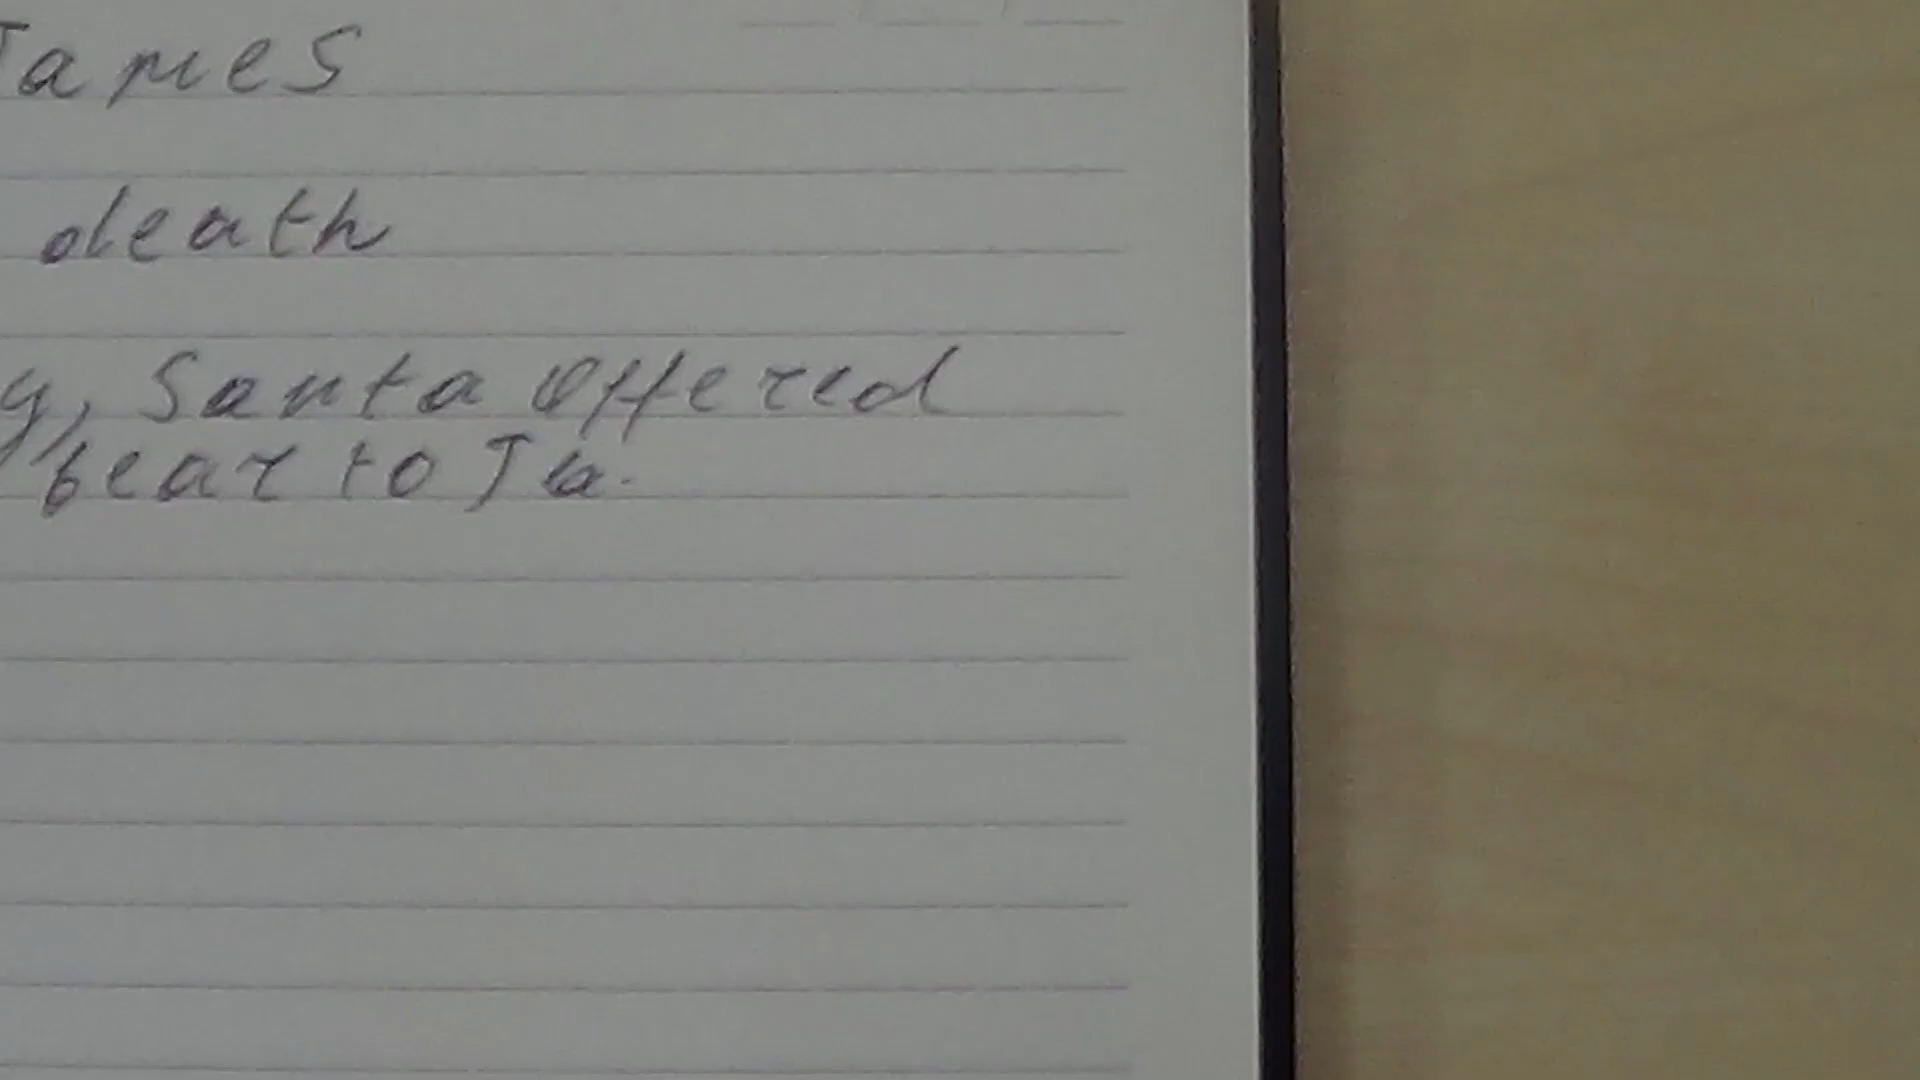 James
death
y, Santa offered
bear to Ja.